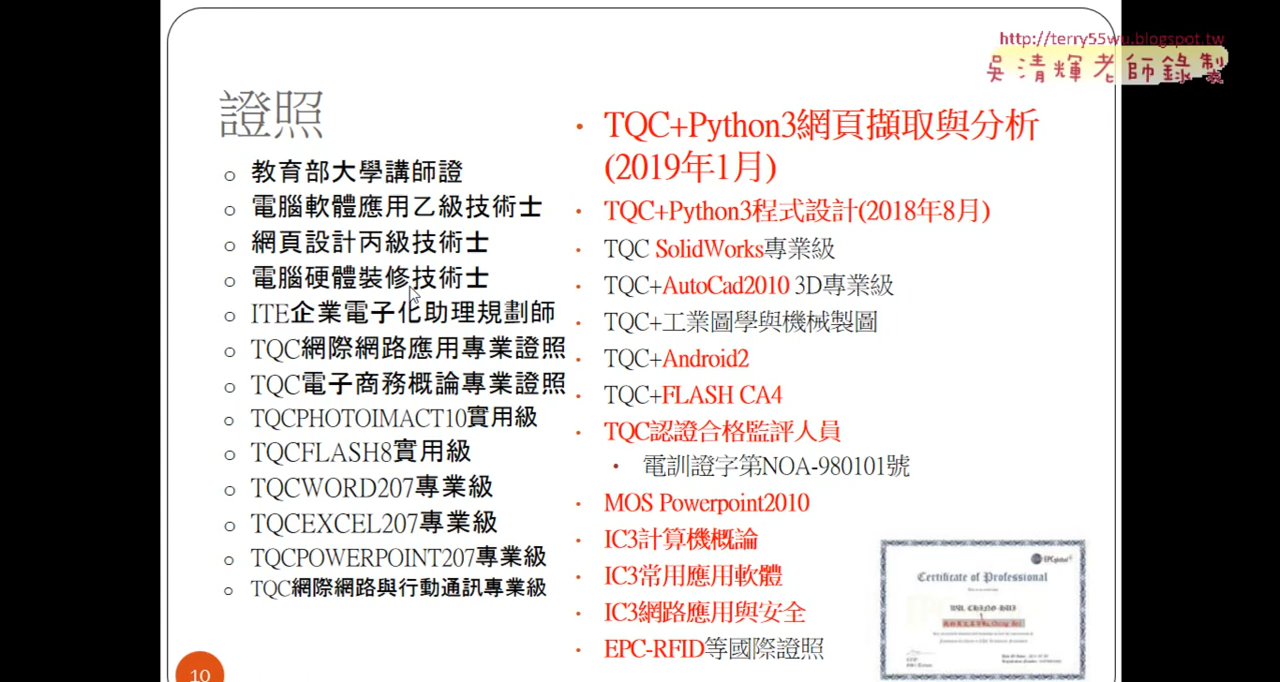 http://terry55wu.blogspot.tw
吳清輝老師錄製
證照
教育部大學講師證
電腦軟體應用乙級技術士
網頁設計丙級技術士
電腦硬體裝修技術士
ITE企業電子化助理規劃師
TQC網際網路應用專業證照
TQC電子商務概論專業證照
TQCPHOTOIMACT10實用級
TQCFLASH8實用級
TQCWORD207專業級
TQCEXCEL207專業級
TQCPOWERPOINT207專業級
TQC網際網路與行動通訊專業級
TQC+Python3網頁擷取與分析
(2019年1月)
TQC+Python3程式設計(2018年8月)
TQC SolidWorks專業級
TQC+AutoCad2010 3D專業級
TQC+工業圖學與機械製圖
TQC+Android2
TQC+FLASH CA4
TQC認證合格監評人員
電訓證字第NOA-980101號
MOS Powerpoint2010
IC3計算機概論
IC3常用應用軟體
IC3網路應用與安全
EPC-RFID等國際證照
EPCglobal
Certificate of Professional
WU, CHING-HUI
10